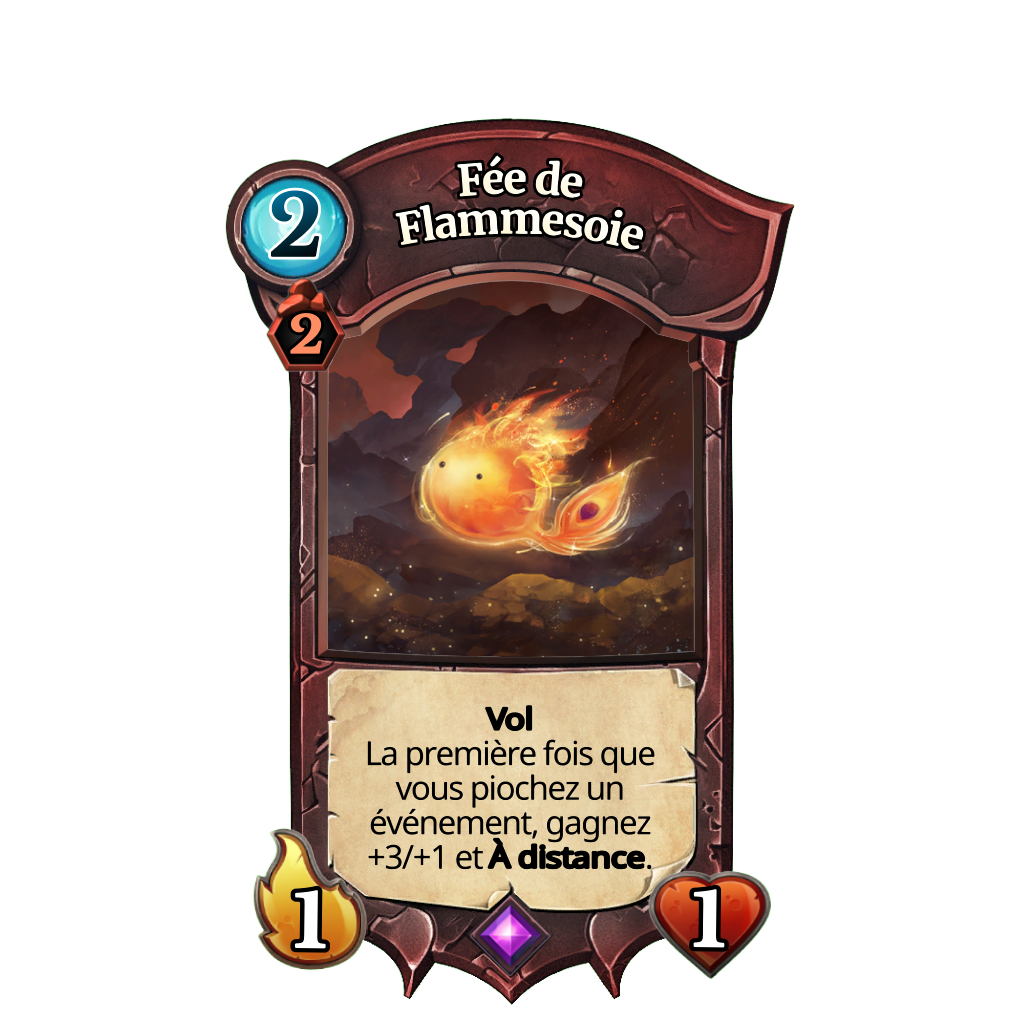 Fée de
Flammesoie
2
2
Vol
La première fois que
vous piochez un
événement, gagnez
+3/+1 et À distance.
1
1